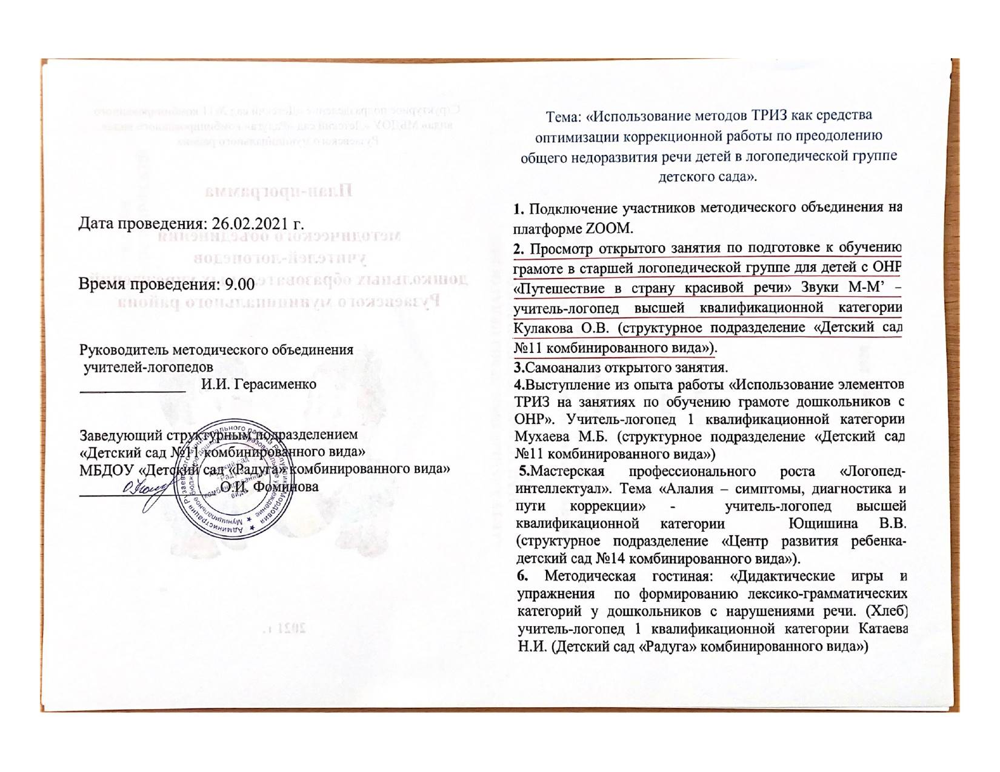 Дата проведения: 26.02.2021 г.
Время проведения: 9.00
Руководитель методического объединения
учителей-логопедов
И.И. Герасименко
Заведующий структурным подразделением
«Детский сад №11 комбинированного вида»
МБДОУ «Детский сад «Радуга» комбинированного вида»
О.И. Фоминова
Тема: «Использование методов ТРИЗ как средства
оптимизации коррекционной работы по преодолению
общего недоразвития речи детей в логопедической группе
детского сада».
1. Подключение участников методического объединения на
платформе ZOOM.
2. Просмотр открытого занятия по подготовке к обучению
грамоте в старшей логопедической группе для детей с ОНР
«Путешествие в страну красивой речи» Звуки М-М’ –
учитель-логопед высшей квалификационной категории
Кулакова О.В. (структурное подразделение «Детский сад
№11 комбинированного вида»).
3.Самоанализ открытого занятия.
4.Выступление из опыта работы «Использование элементов
ТРИЗ на занятиях по обучению грамоте дошкольников с
ОНР». Учитель-логопед 1 квалификационной категории
Мухаева М.Б. (структурное подразделение «Детский сад
№11 комбинированного вида»)
5.Мастерская профессионального роста «Логопед-
интеллектуал». Тема «Алалия – симптомы, диагностика и
пути коррекции» - учитель-логопед высшей
квалификационной категории Ющишина В.В.
(структурное подразделение «Центр развития ребенка-
детский сад №14 комбинированного вида»).
6. Методическая гостиная: «Дидактические игры и
упражнения по формированию лексико-грамматических
категорий у дошкольников с нарушениями речи. (Хлеб)
учитель-логопед 1 квалификационной категории Катаева
Н.И. (Детский сад «Радуга» комбинированного вида»)